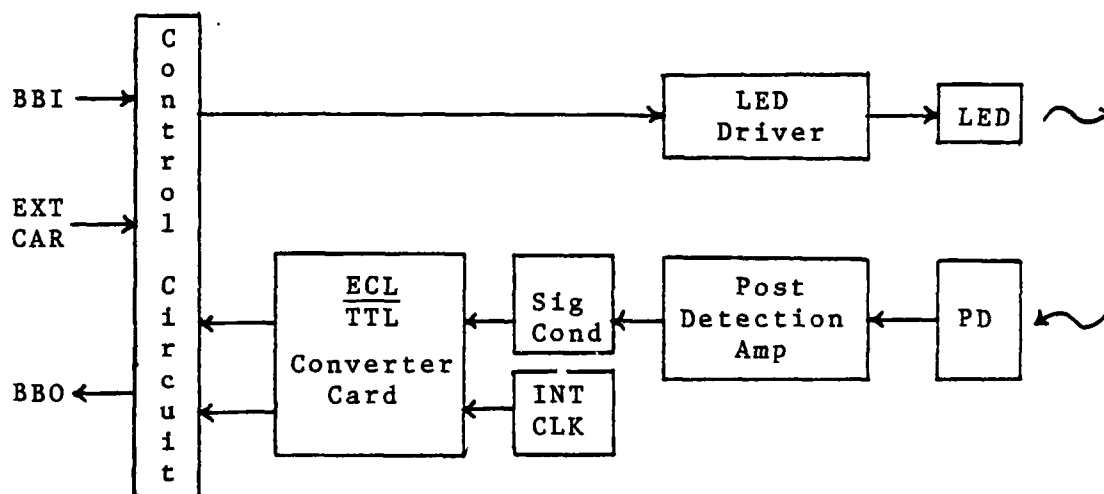 BBI
EXT
CAR
BBO
Control Circuit
LED
Driver
LED
ECL
TTL
Converter
Card
Sig
Cond
INT
CLK
Post
Detection
Amp
PD